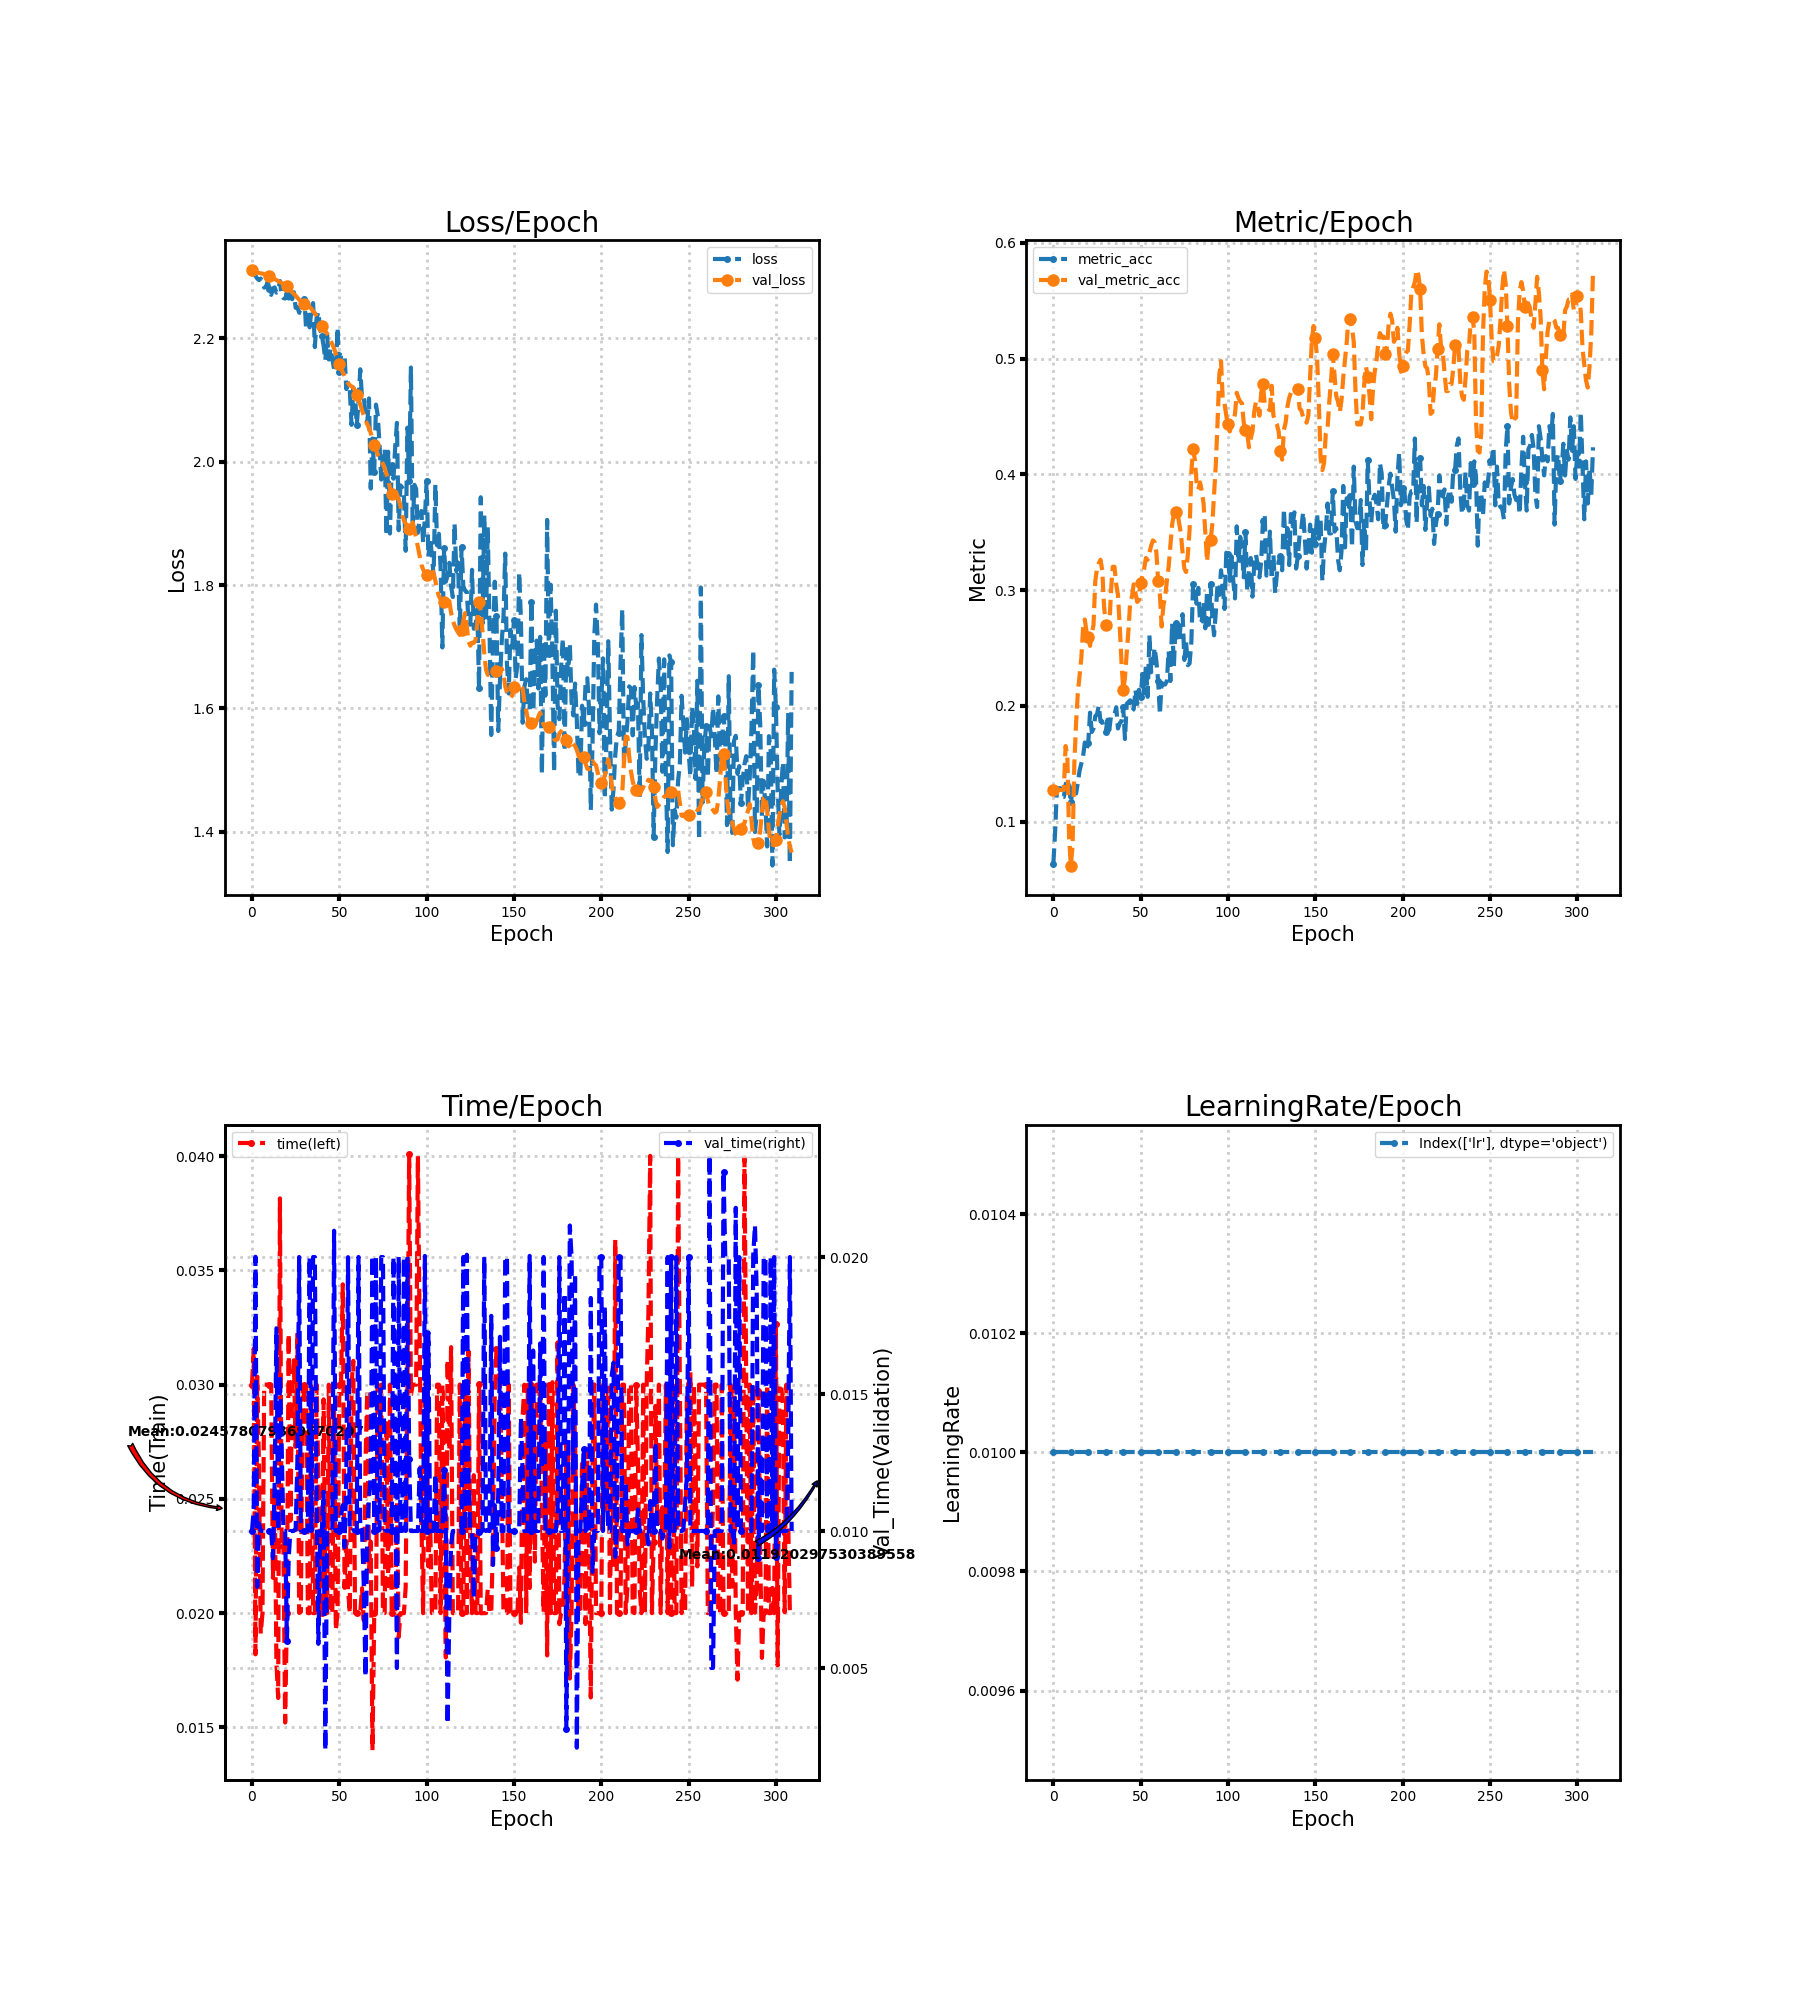 Loss/Epoch
loss
val_loss
2.2
2.0
1.8
1.6
1.4
Loss
0
50
100
150
200
250
300
Epoch
Metric/Epoch
metric_acc
val_metric_acc
0.6
0.5
0.4
0.3
0.2
0.1
Metric
0
50
100
150
200
250
300
Epoch
Time/Epoch
time(left)
val_time(right)
0.040
0.035
0.030
0.025
0.020
0.015
Time(Train)
0.020
0.015
0.010
0.005
Val_Time(Validation)
Mean:0.011920297530389558
0
50
100
150
200
250
300
Epoch
LearningRate/Epoch
Index(['lr'], dtype='object')
0.0104
0.0102
0.0100
0.0098
0.0096
LearningRate
0
50
100
150
200
250
300
Epoch